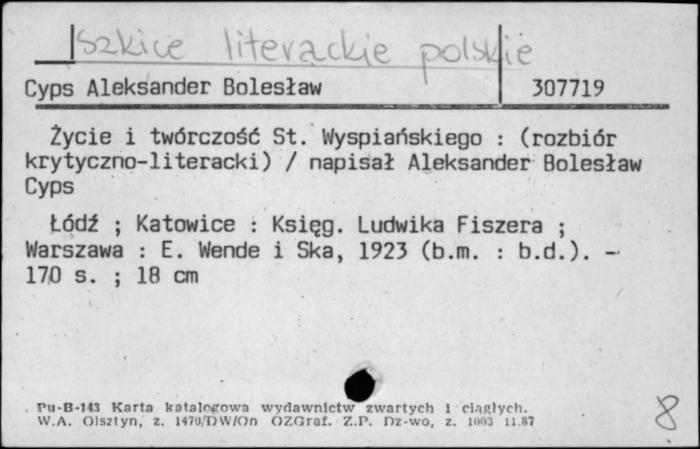 szkice literackie polskie
Cyps Aleksander Bolesław 307719
Życie i twórczość St. Wyspiańskiego : (rozbiór
krytyczno-literacki) / napisał Aleksander Bolesław
Cyps
Łódź ; Katowice : Księg. Ludwika Fiszera ;
Warszawa : E. Wende i Ska, 1923 (b.m. : b.d.). -
170 s. ; 18 cm
Pu-B-143 Karta katalogowa wydawnictw zwartych i ciągłych.
W.A. Olsztyn, z. 1470/DW/On OZGraf. Z.P. Dz-wo, z. 1003 11.87
8